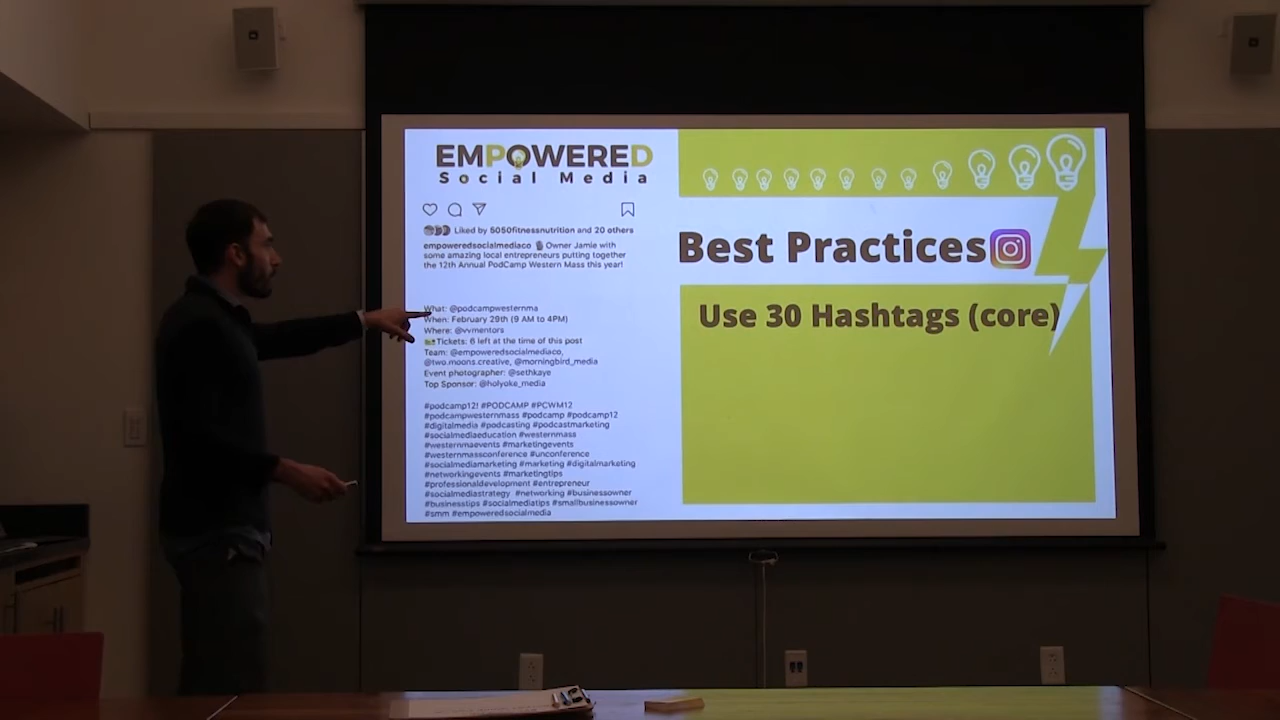 EMPOWERED
Social Media
Liked by 5050fitnessnutrition and 20 others
empoweredsocialmediaco Owner Jamie with
some amazing local entrepreneurs putting together
the 12th Annual PodCamp Western Mass this year!
What: @podcampwesternma
When: February 29th (9 AM to 4PM)
Where: @vvmentors
Tickets: 6 left at the time of this post
Team: @empoweredsocialmediaco,
@two.moons.creative, @morningbird_media
Event photographer: @sethkaye
Top Sponsor: @holyoke_media
#podcamp12! #PODCAMP #PCWM12
#podcampwesternmass #podcamp #podcamp12
#digitalmedia #podcasting #podcastmarketing
#socialmediaeducation #westernmass
#westernmaevents #marketingevents
#westernmassconference #unconference
#socialmediamarketing #marketing #digitalmarketing
#networkingevents #marketingtips
#professionaldevelopment #entrepreneur
#socialmediastrategy #networking #businessowner
#businesstips #socialmediatips #smallbusinessowner
#smm #empoweredsocialmedia
Best Practices
Use 30 Hashtags (core)